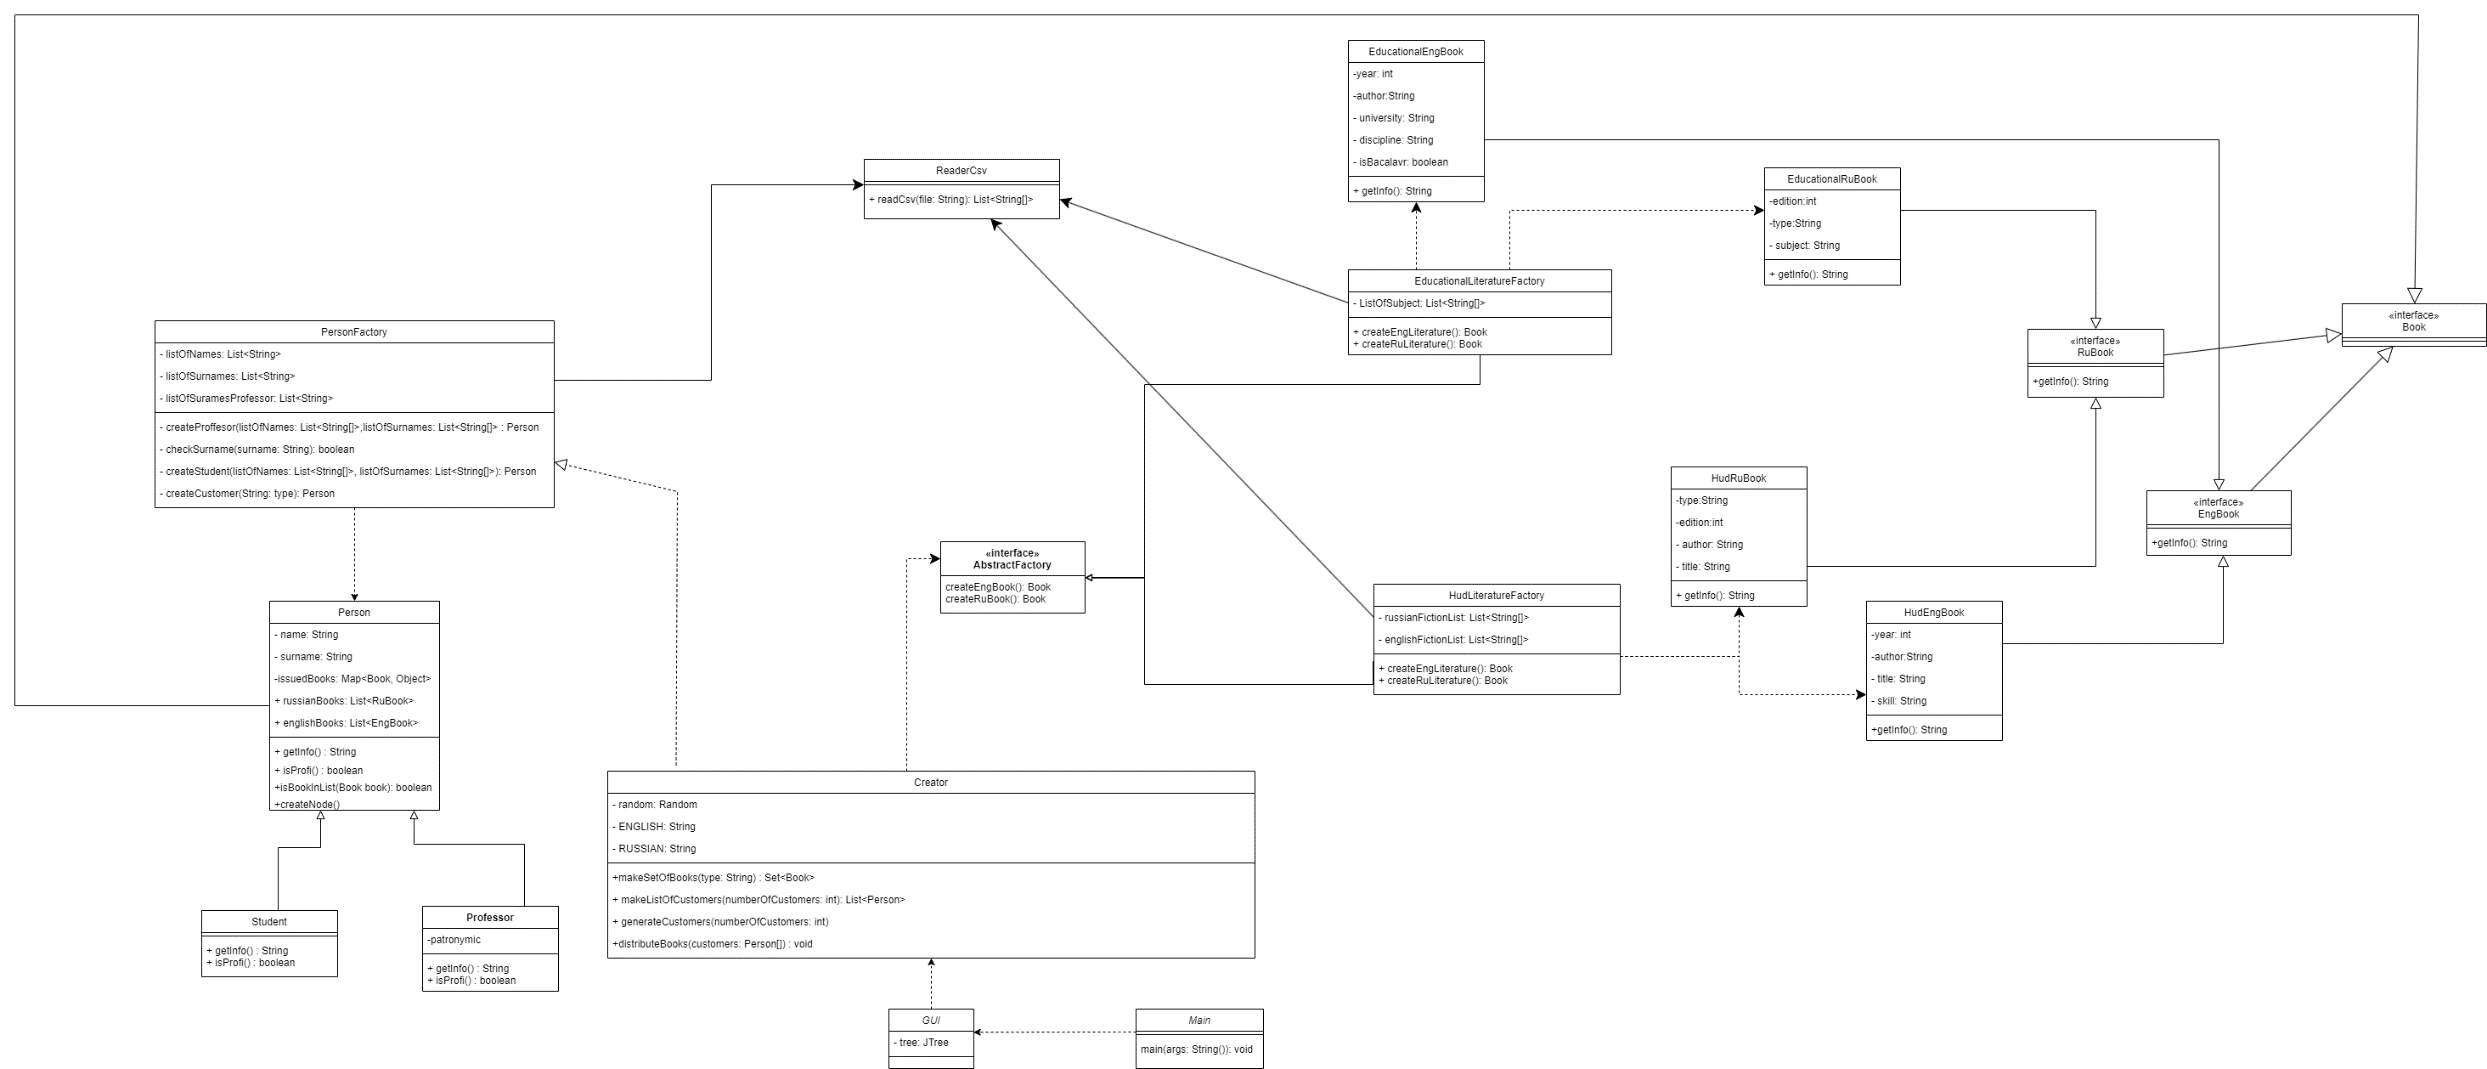 EducationalEngBook
-year: int
-author:String
- university: String
- discipline: String
- isBacalavr: boolean
+ getInfo(): String
ReaderCsv
+ readCsv(file: String): List<String[]>
EducationalRuBook
-edition:int
-type:String
- subject: String
+ getInfo(): String
EducationalLiteratureFactory
- ListOfSubject: List<String[]>
+ createEngLiterature(): Book
+ createRuLiterature(): Book
«interface»
Book
«interface»
RuBook
+getInfo(): String
PersonFactory
- listOfNames: List<String>
- listOfSurnames: List<String>
- listOfSuramesProfessor: List<String>
- createProffesor(listOfNames: List<String[]>,listOfSurnames: List<String[]> : Person
- checkSurname(surname: String): boolean
- createStudent(listOfNames: List<String[]>, listOfSurnames: List<String[]>): Person
- createCustomer(String: type): Person
HudRuBook
-type:String
-edition:int
- author: String
- title: String
+ getInfo(): String
«interface»
EngBook
+getInfo(): String
«interface»
AbstractFactory
createEngBook(): Book
createRuBook(): Book
HudLiteratureFactory
- russianFictionList: List<String[]>
- englishFictionList: List<String[]>
+ createEngLiterature(): Book
+ createRuLiterature(): Book
HudEngBook
-year: int
-author:String
- title: String
- skill: String
+getInfo(): String
Person
- name: String
- surname: String
-issuedBooks: Map<Book, Object>
+ russianBooks: List<RuBook>
+ englishBooks: List<EngBook>
+ getInfo() : String
+ isProfi() : boolean
+isBookInList(Book book): boolean
+createNode()
Creator
- random: Random
- ENGLISH: String
- RUSSIAN: String
+makeSetOfBooks(type: String) : Set<Book>
+ makeListOfCustomers(numberOfCustomers: int): List<Person>
+ generateCustomers(numberOfCustomers: int)
+distributeBooks(customers: Person[]) : void
Student
+ getInfo() : String
+ isProfi() : boolean
Professor
-patronymic
+ getInfo() : String
+ isProfi() : boolean
GUI
- tree: JTree
Main
main(args: String()): void